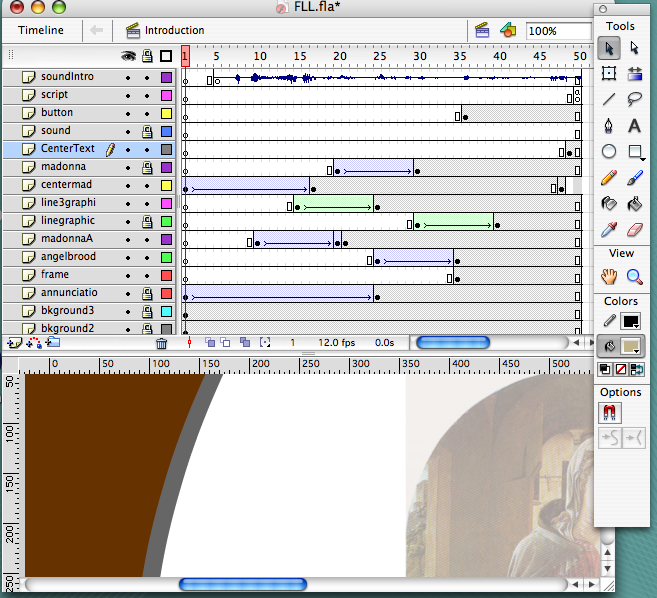 FLL.fla*
Timeline
Introduction
100%
1 5 10 15 20 25 30 35 40 45 50
soundIntro
script
button
sound
CenterText
madonna
centermad
line3graphi
linegraphic
madonnaA
angelbrood
frame
annunciatio
bkground3
bkground2
1 12.0 fps 0.0s
0 50 100 150 200 250 300 350 400 450 500
50
100
150
200
250
Tools
A
View
Colors
Options